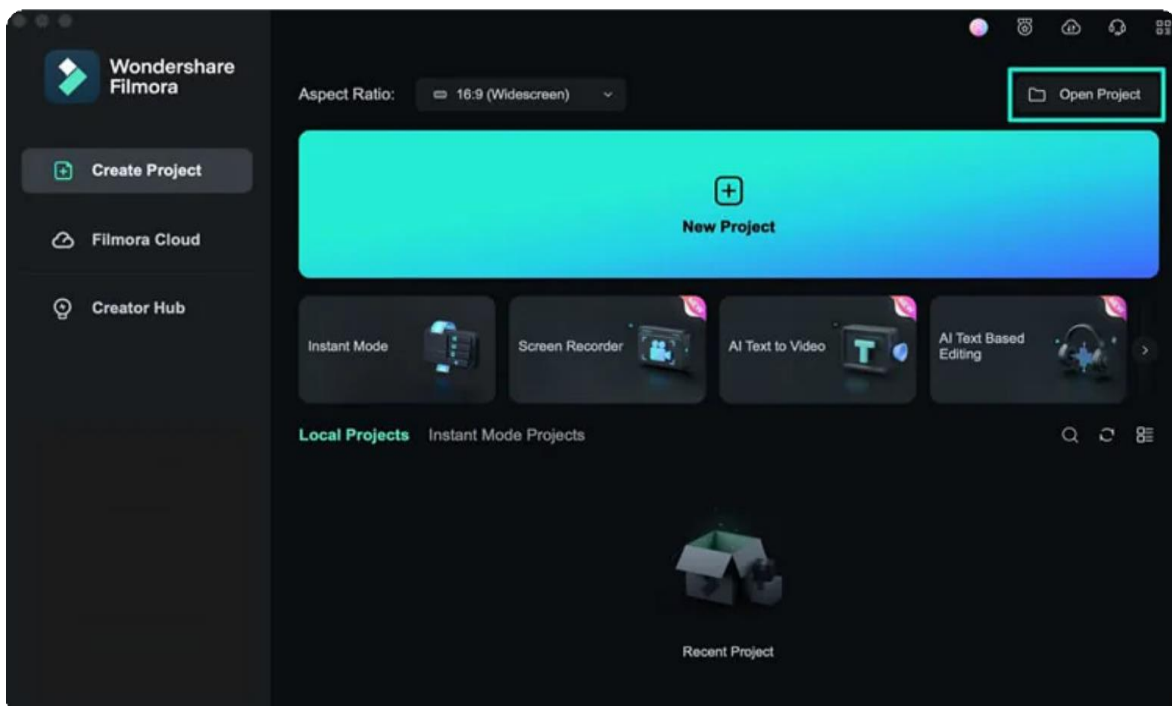 Wondershare
Filmora
Aspect Ratio:
16:9 (Widescreen)
Open Project
Create Project
New Project
Filmora Cloud
Creator Hub
Instant Mode
Screen Recorder
AI Text to Video
AI Text Based
Editing
Local Projects
Instant Mode Projects
Recent Project